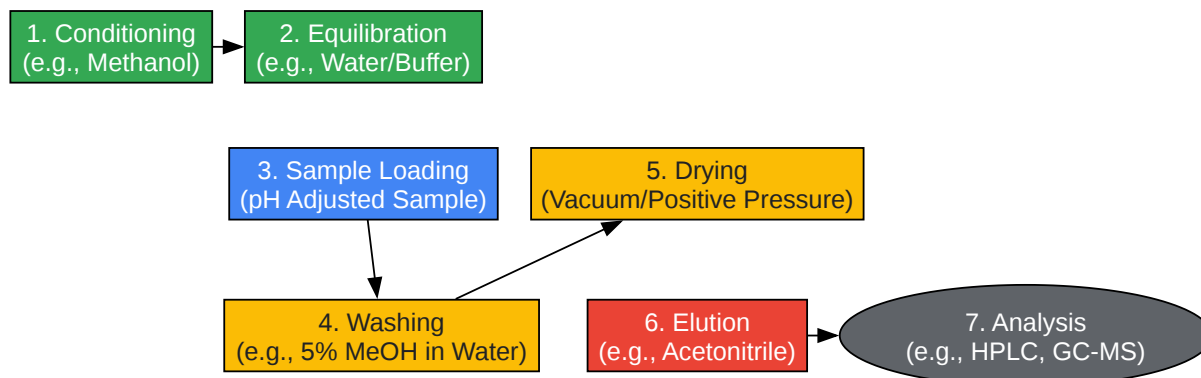 1. Conditioning
(e.g., Methanol)
2. Equilibration
(e.g., Water/Buffer)
3. Sample Loading
(pH Adjusted Sample)
5. Drying
(Vacuum/Positive Pressure)
4. Washing
(e.g., 5% MeOH in Water)
6. Elution
(e.g., Acetonitrile)
7. Analysis
(e.g., HPLC, GC-MS)